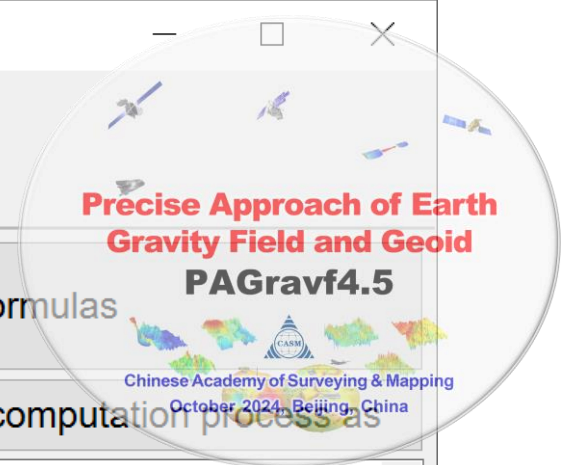 Precise Approach of Earth
Gravity Field and Geoid
PAGravf4.5
ormulas
CASM
Chinese Academy of Surveying & Mapping
October 2024, Beijing, China
computation process as